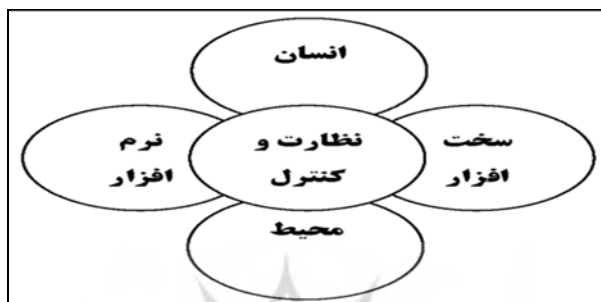 انسان
سخت
افزار
نظارت و
کنترل
نرم
افزار
محیط